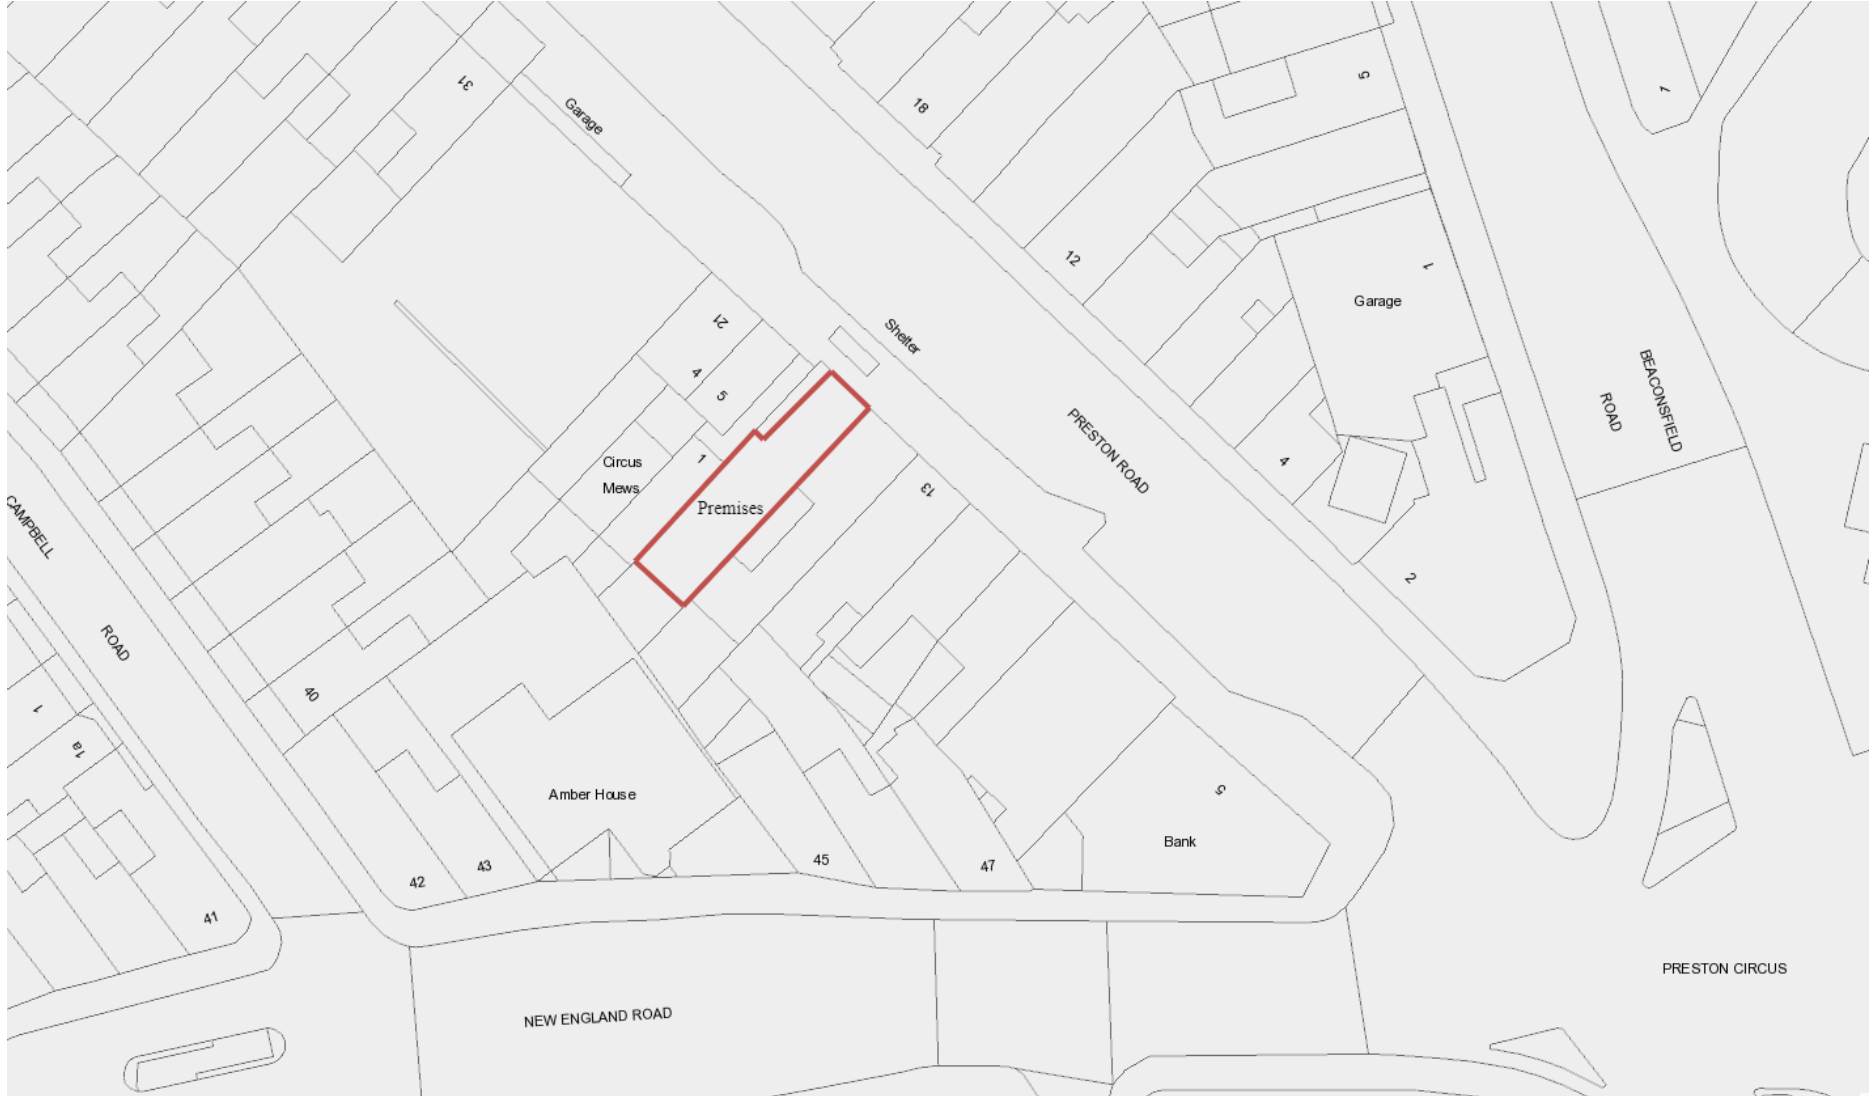 31
Garage
18
5
7
12
1
Garage
21
4
5
Shelter
BEACONSFIELD
ROAD
PRESTON ROAD
Circus
Mews
1
Premises
13
4
2
CAMPBELL
ROAD
40
1
1a
Amber House
5
Bank
42
43
45
47
41
PRESTON CIRCUS
NEW ENGLAND ROAD